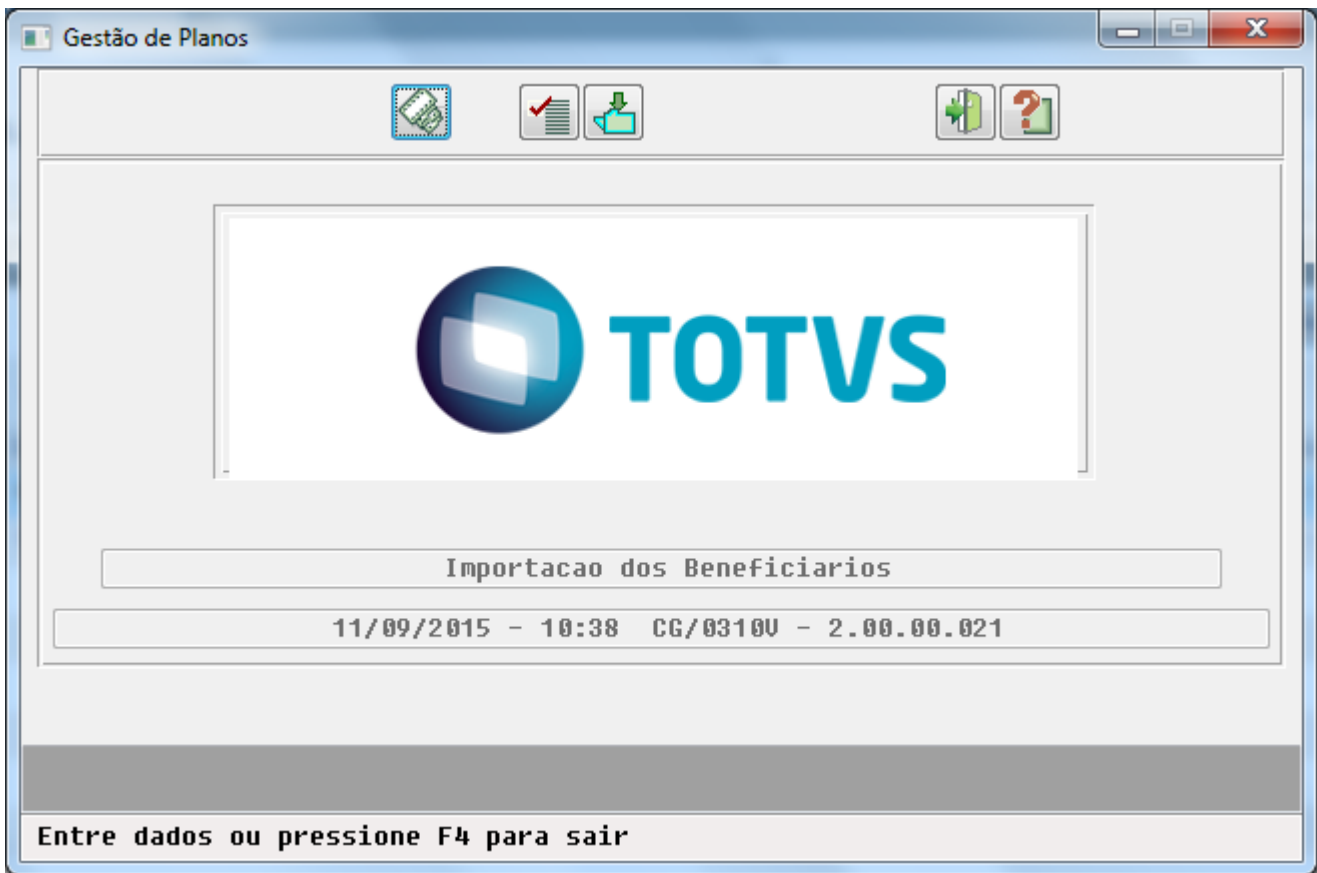 Gestão de Planos
TOTVS
Importacao dos Beneficiarios
11/09/2015 - 10:38 CG/0310V - 2.00.00.021
Entre dados ou pressione F4 para sair